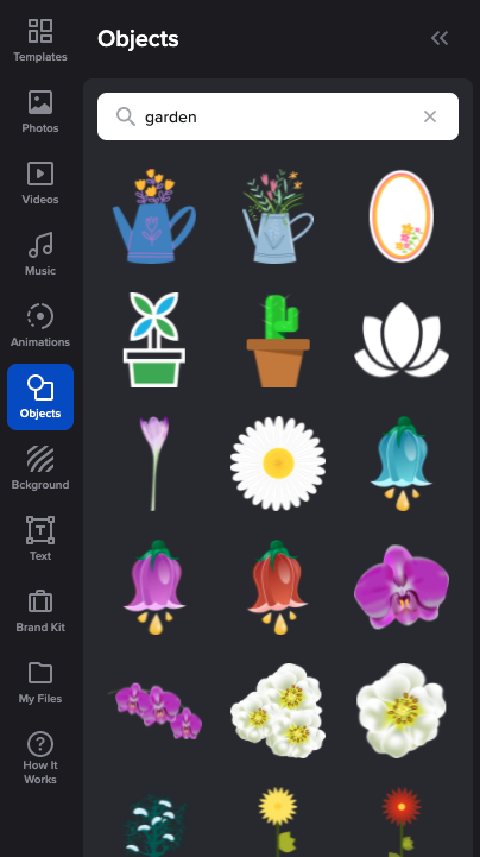 Templates
Photos
Videos
Music
Animations
Objects
Bckground
Text
Brand Kit
My Files
How It
Works
Objects
garden